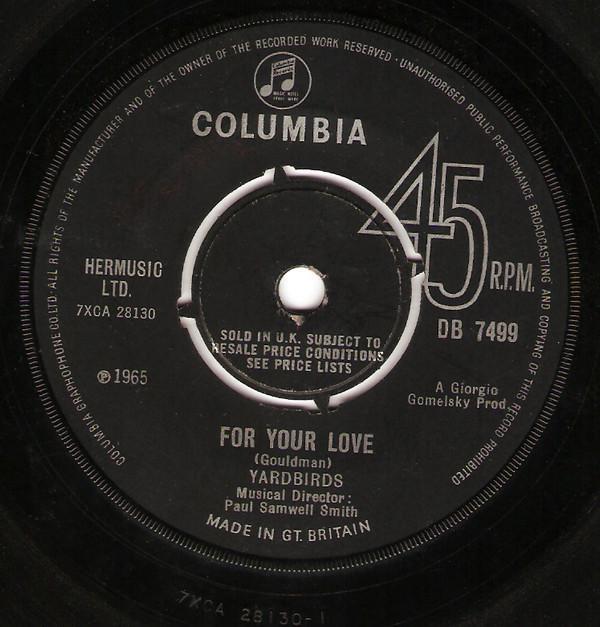 COLUMBIA GRAPHOPHONE CO. LTD· ALL RIGHTS OF THE MANUFACTURER AND OF THE OWNER OF THE RECORDED WORK RESERVED · UNAUTHORISED PUBLIC PERFORMANCE BROADCASTING AND COPYING OF THIS RECORD PROHIBITED
COLUMBIA
45
R.P.M.
HERMUSIC
LTD.
7XCA 28130
DB 7499
SOLD IN U.K. SUBJECT TO
RESALE PRICE CONDITIONS
SEE PRICE LISTS
℗ 1965
A Giorgio
Gomelsky Prod.
FOR YOUR LOVE
(Gouldman)
YARDBIRDS
Musical Director:
Paul Samwell Smith
MADE IN GT. BRITAIN
7XCA 28130-1